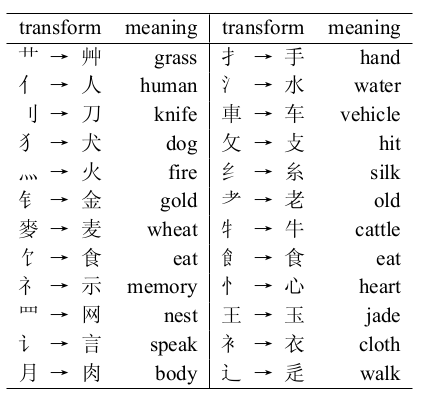 transform meaning transform meaning
艹 → 艸 grass 扌 → 手 hand
亻 → 人 human 氵 → 水 water
刂 → 刀 knife 車 → 车 vehicle
犭 → 犬 dog 攵 → 攴 hit
灬 → 火 fire 纟 → 糸 silk
钅 → 金 gold 耂 → 老 old
麥 → 麦 wheat 牜 → 牛 cattle
饣 → 食 eat 飠 → 食 eat
礻 → 示 memory 忄 → 心 heart
罒 → 网 nest 王 → 玉 jade
讠 → 言 speak 衤 → 衣 cloth
月 → 肉 body 辶 → 辵 walk